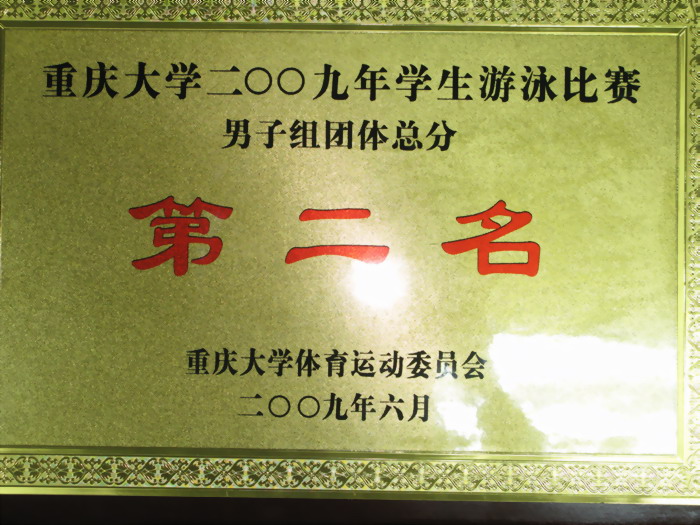 重庆大学二〇〇九年学生游泳比赛
男子组团体总分
第二名
重庆大学体育运动委员会
二〇〇九年六月